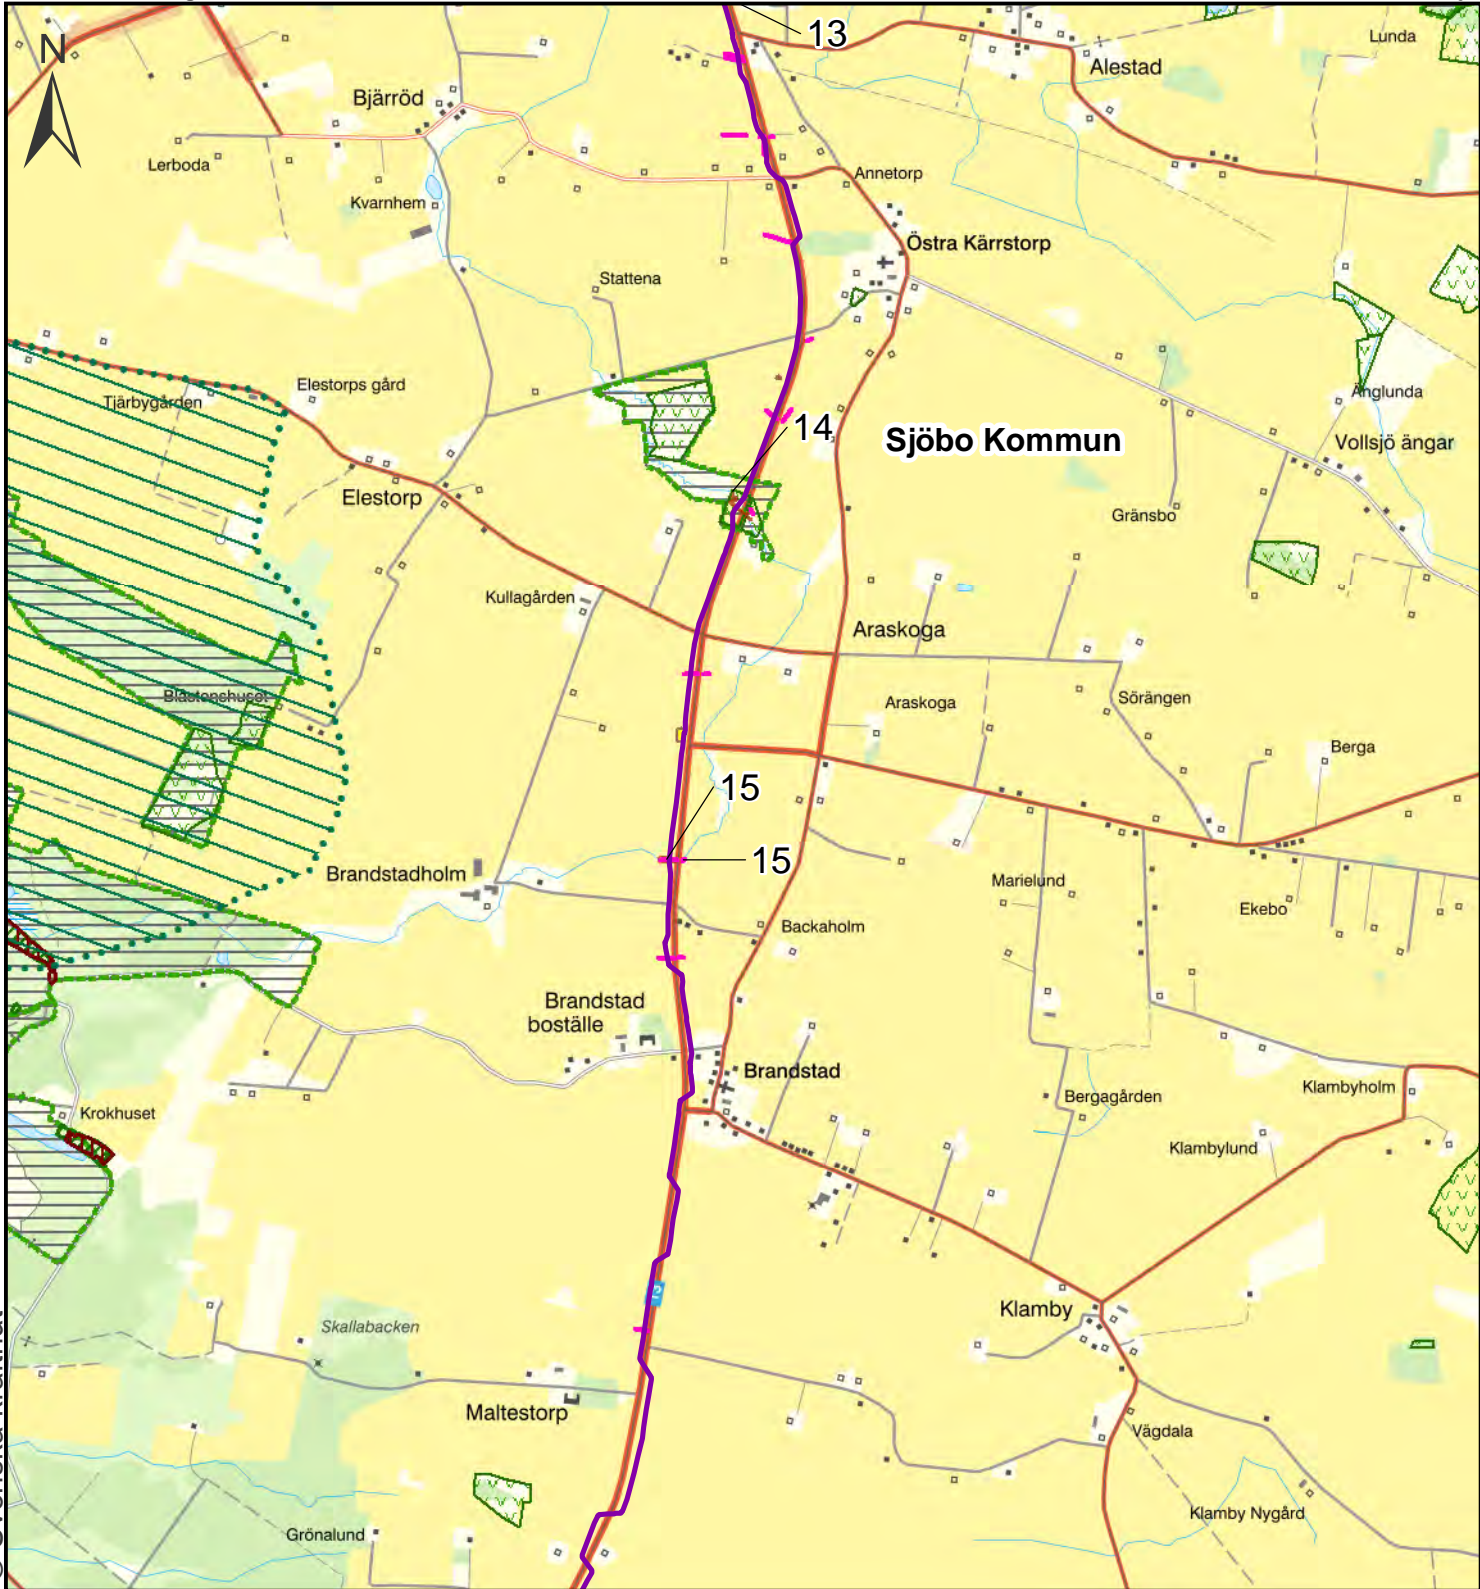 13
Lunda
N
Alestad
Bjärröd
Lerboda
Annetorp
Kvarnhem
Östra Kärrstorp
Stattena
Elestorps gård
Tjärbygården
Änglunda
14
Sjöbo Kommun
Vollsjö ängar
Elestorp
Gränsbo
Kullagården
Araskoga
Blåstenshuset
Araskoga
Sörängen
Berga
15
15
Brandstadholm
Marielund
Ekebo
Backaholm
Brandstad
boställe
Brandstad
Klambyholm
Bergagården
Krokhuset
Klambylund
Klamby
Skallabacken
Maltestorp
Vägdala
Klamby Nygård
Grönalund